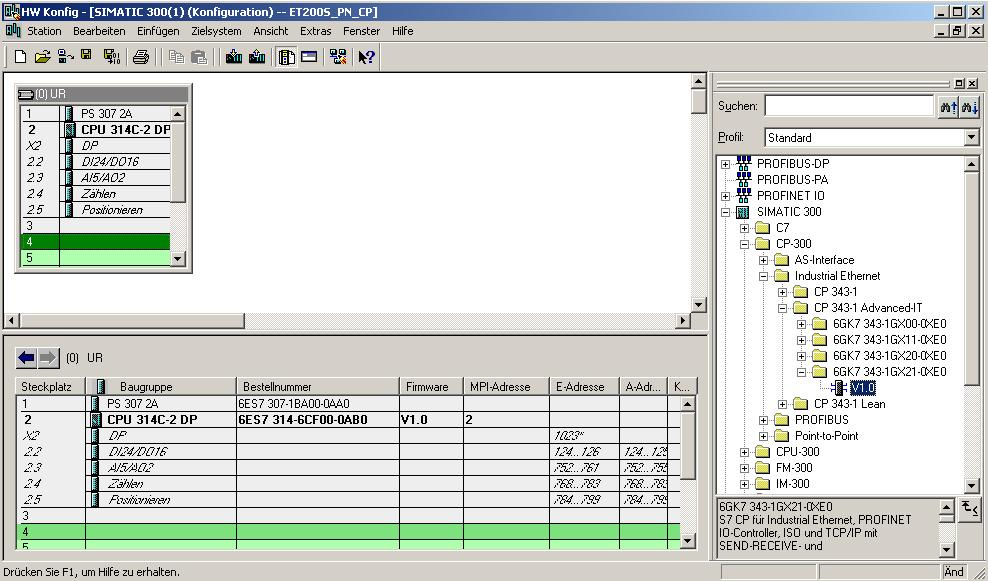 HW Konfig - [SIMATIC 300(1) (Konfiguration) -- ET200S_PN_CP]
Station Bearbeiten Einfügen Zielsystem Ansicht Extras Fenster Hilfe
(0) UR
1 PS 307 2A
2 CPU 314C-2 DP
X2 DP
2.2 DI24/DO16
2.3 AI5/AO2
2.4 Zählen
2.5 Positionieren
3
4
5
Suchen:
Profil: Standard
PROFIBUS-DP
PROFIBUS-PA
PROFINET IO
SIMATIC 300
C7
CP-300
AS-Interface
Industrial Ethernet
CP 343-1
CP 343-1 Advanced-IT
6GK7 343-1GX00-0XE0
6GK7 343-1GX11-0XE0
6GK7 343-1GX20-0XE0
6GK7 343-1GX21-0XE0
V1.0
CP 343-1 Lean
PROFIBUS
Point-to-Point
CPU-300
FM-300
IM-300
(0) UR
Steckplatz Baugruppe Bestellnummer Firmware MPI-Adresse E-Adresse A-Adr... K...
1 PS 307 2A 6ES7 307-1BA00-0AA0
2 CPU 314C-2 DP 6ES7 314-6CF00-0AB0 V1.0 2
X2 DP 1023*
2.2 DI24/DO16 124...126 124...125
2.3 AI5/AO2 752...761 752...755
2.4 Zählen 768...783 768...783
2.5 Positionieren 784...799 784...799
3
4
5
6GK7 343-1GX21-0XE0
S7 CP für Industrial Ethernet, PROFINET
IO-Controller, ISO und TCP/IP mit
SEND-RECEIVE- und
Drücken Sie F1, um Hilfe zu erhalten.
Änd